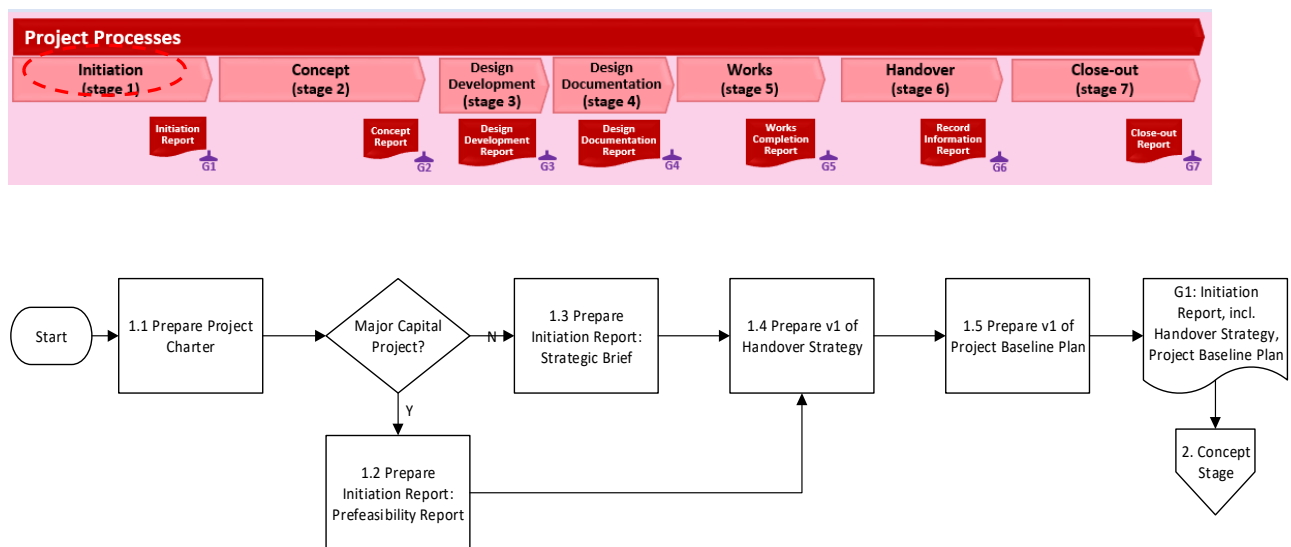 Project Processes
Initiation
(stage 1)
Concept
(stage 2)
Design
Development
(stage 3)
Design
Documentation
(stage 4)
Works
(stage 5)
Handover
(stage 6)
Close-out
(stage 7)
Initiation
Report
G1
Concept
Report
G2
Design
Development
Report
G3
Design
Documentation
Report
G4
Works
Completion
Report
G5
Record
Information
Report
G6
Close-out
Report
G7
Start
1.1 Prepare Project
Charter
Major Capital
Project?
N
Y
1.2 Prepare
Initiation Report:
Prefeasibility Report
1.3 Prepare
Initiation Report:
Strategic Brief
1.4 Prepare v1 of
Handover Strategy
1.5 Prepare v1 of
Project Baseline Plan
G1: Initiation
Report, incl.
Handover Strategy,
Project Baseline Plan
2. Concept
Stage